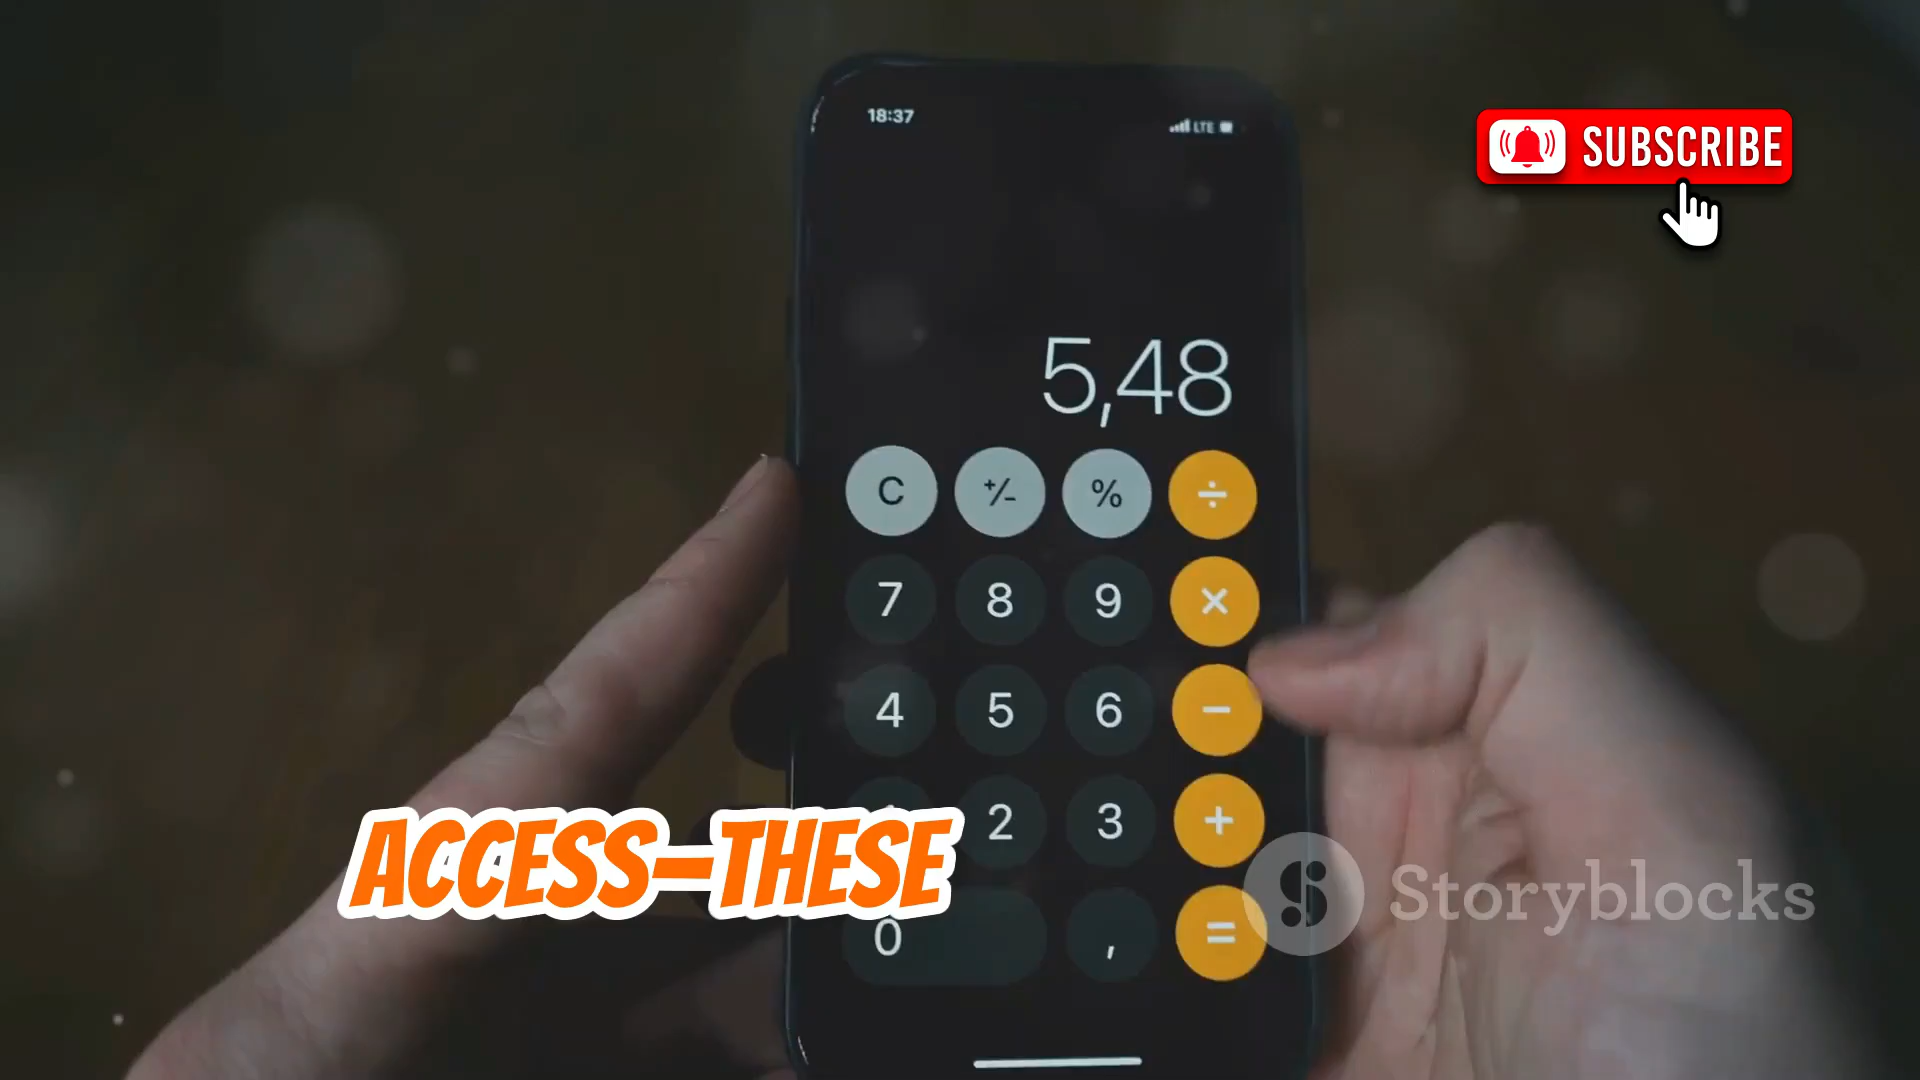 18:37
LTE
SUBSCRIBE
5,48
C +/- % ÷
7 8 9 ×
4 5 6 −
2 3 +
ACCESS—THESE
Storyblocks
0 , =